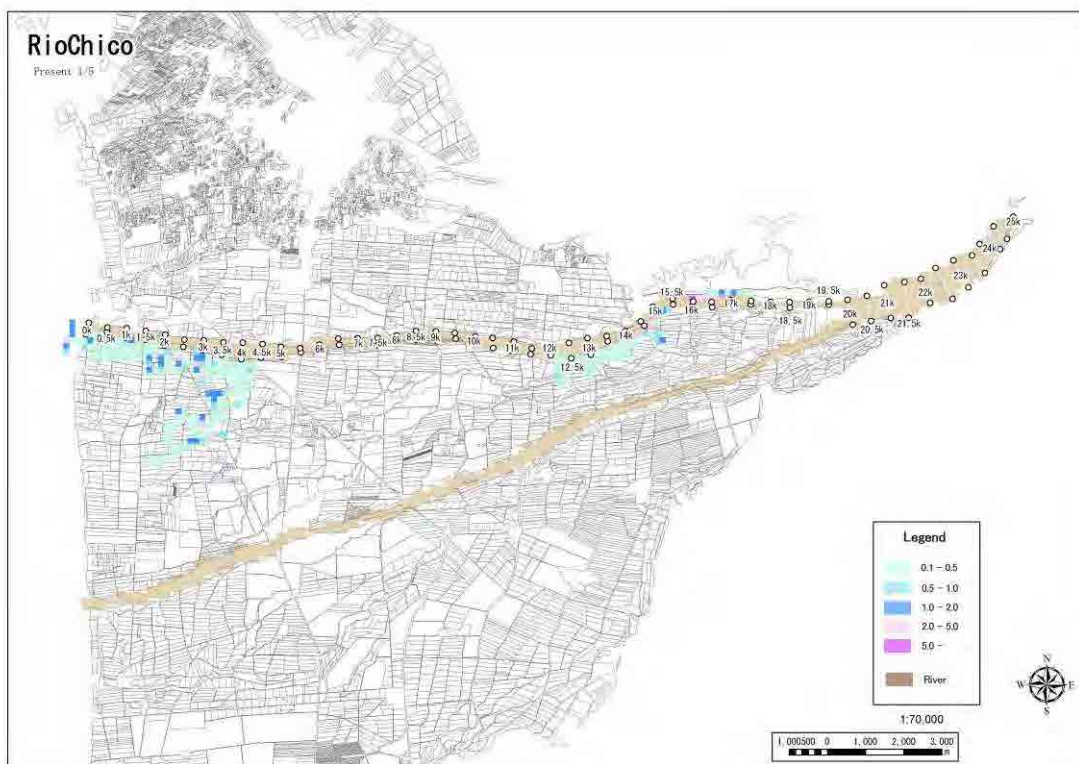 RioChico
Present 1/5
25k
24k
23k
22k
21k
21.5k
20.5k
20k
19.5k
19k
18.5k
18k
17k
16k
15.5k
15k
14k
13k
12.5k
12k
11k
10k
9k
8.5k
8k
7.5k
7k
6k
5k
4.5k
4k
3.5k
3k
2k
1.5k
1k
0.5k
0k
Legend
0.1 - 0.5
0.5 - 1.0
1.0 - 2.0
2.0 - 5.0
5.0 -
River
N
W E
S
1:70,000
1,000500 0 1,000 2,000 3,000
m